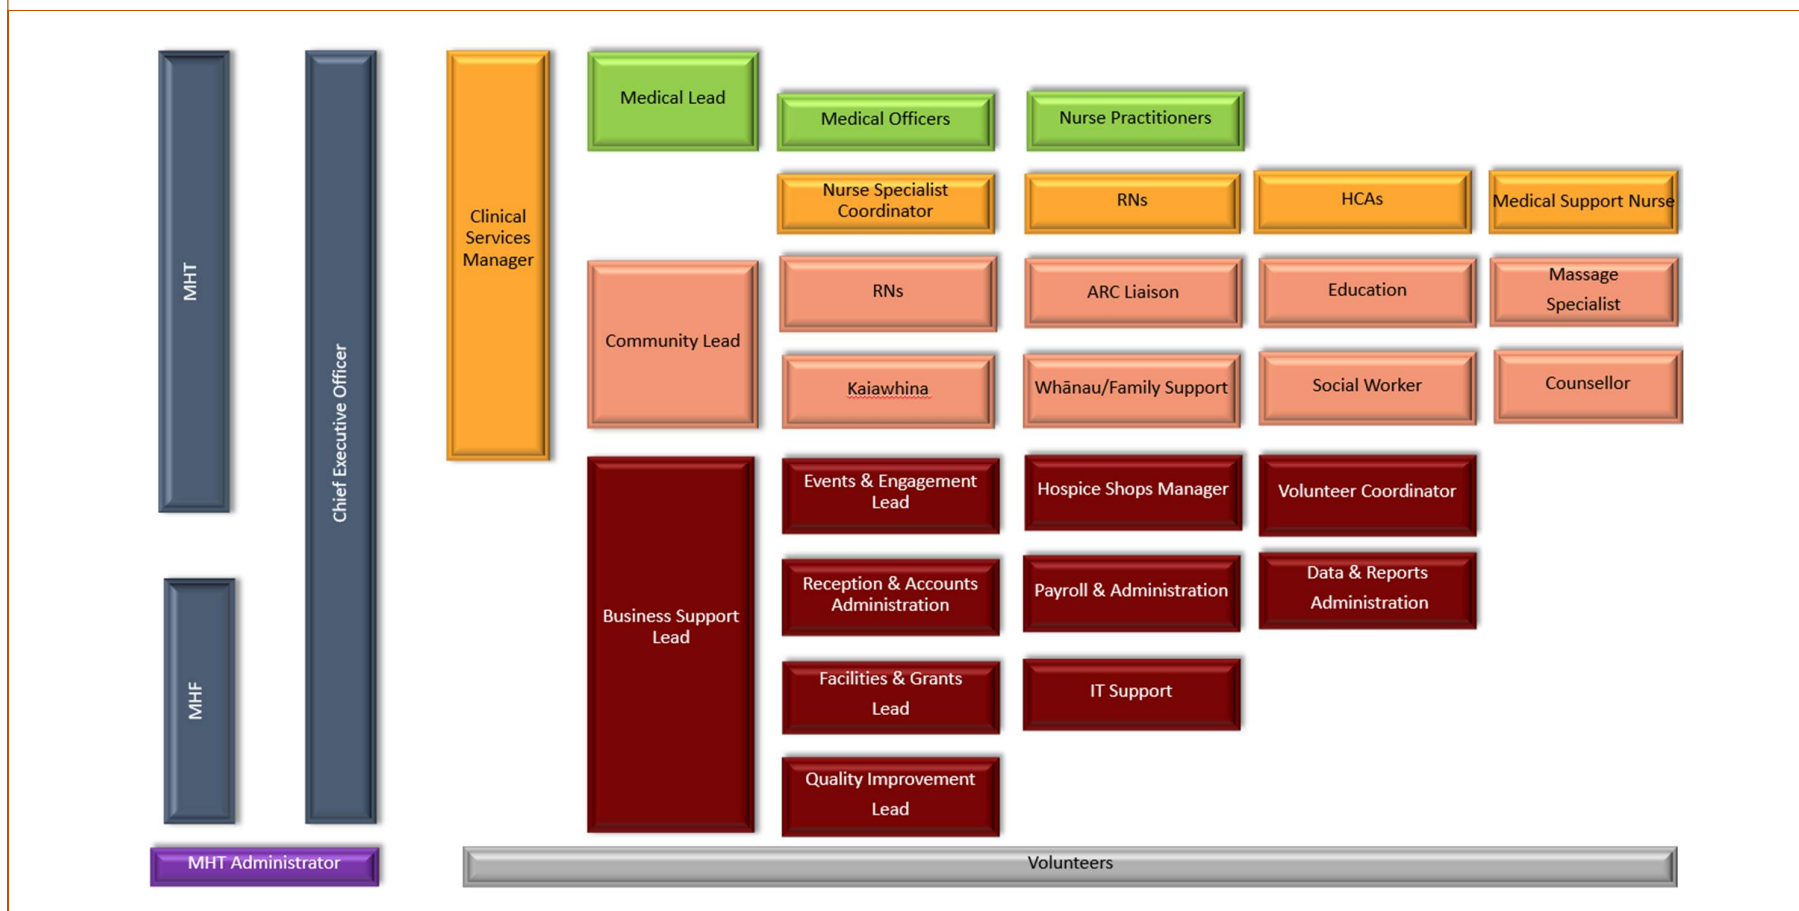 MHT
MHF
Chief Executive Officer
MHT Administrator
Clinical
Services
Manager
Medical Lead
Medical Officers
Nurse Practitioners
Nurse Specialist
Coordinator
RNs
HCAs
Medical Support Nurse
Community Lead
RNs
ARC Liaison
Education
Massage
Specialist
Kaiawhina
Whānau/Family Support
Social Worker
Counsellor
Business Support
Lead
Events & Engagement
Lead
Hospice Shops Manager
Volunteer Coordinator
Reception & Accounts
Administration
Payroll & Administration
Data & Reports
Administration
Facilities & Grants
Lead
IT Support
Quality Improvement
Lead
Volunteers